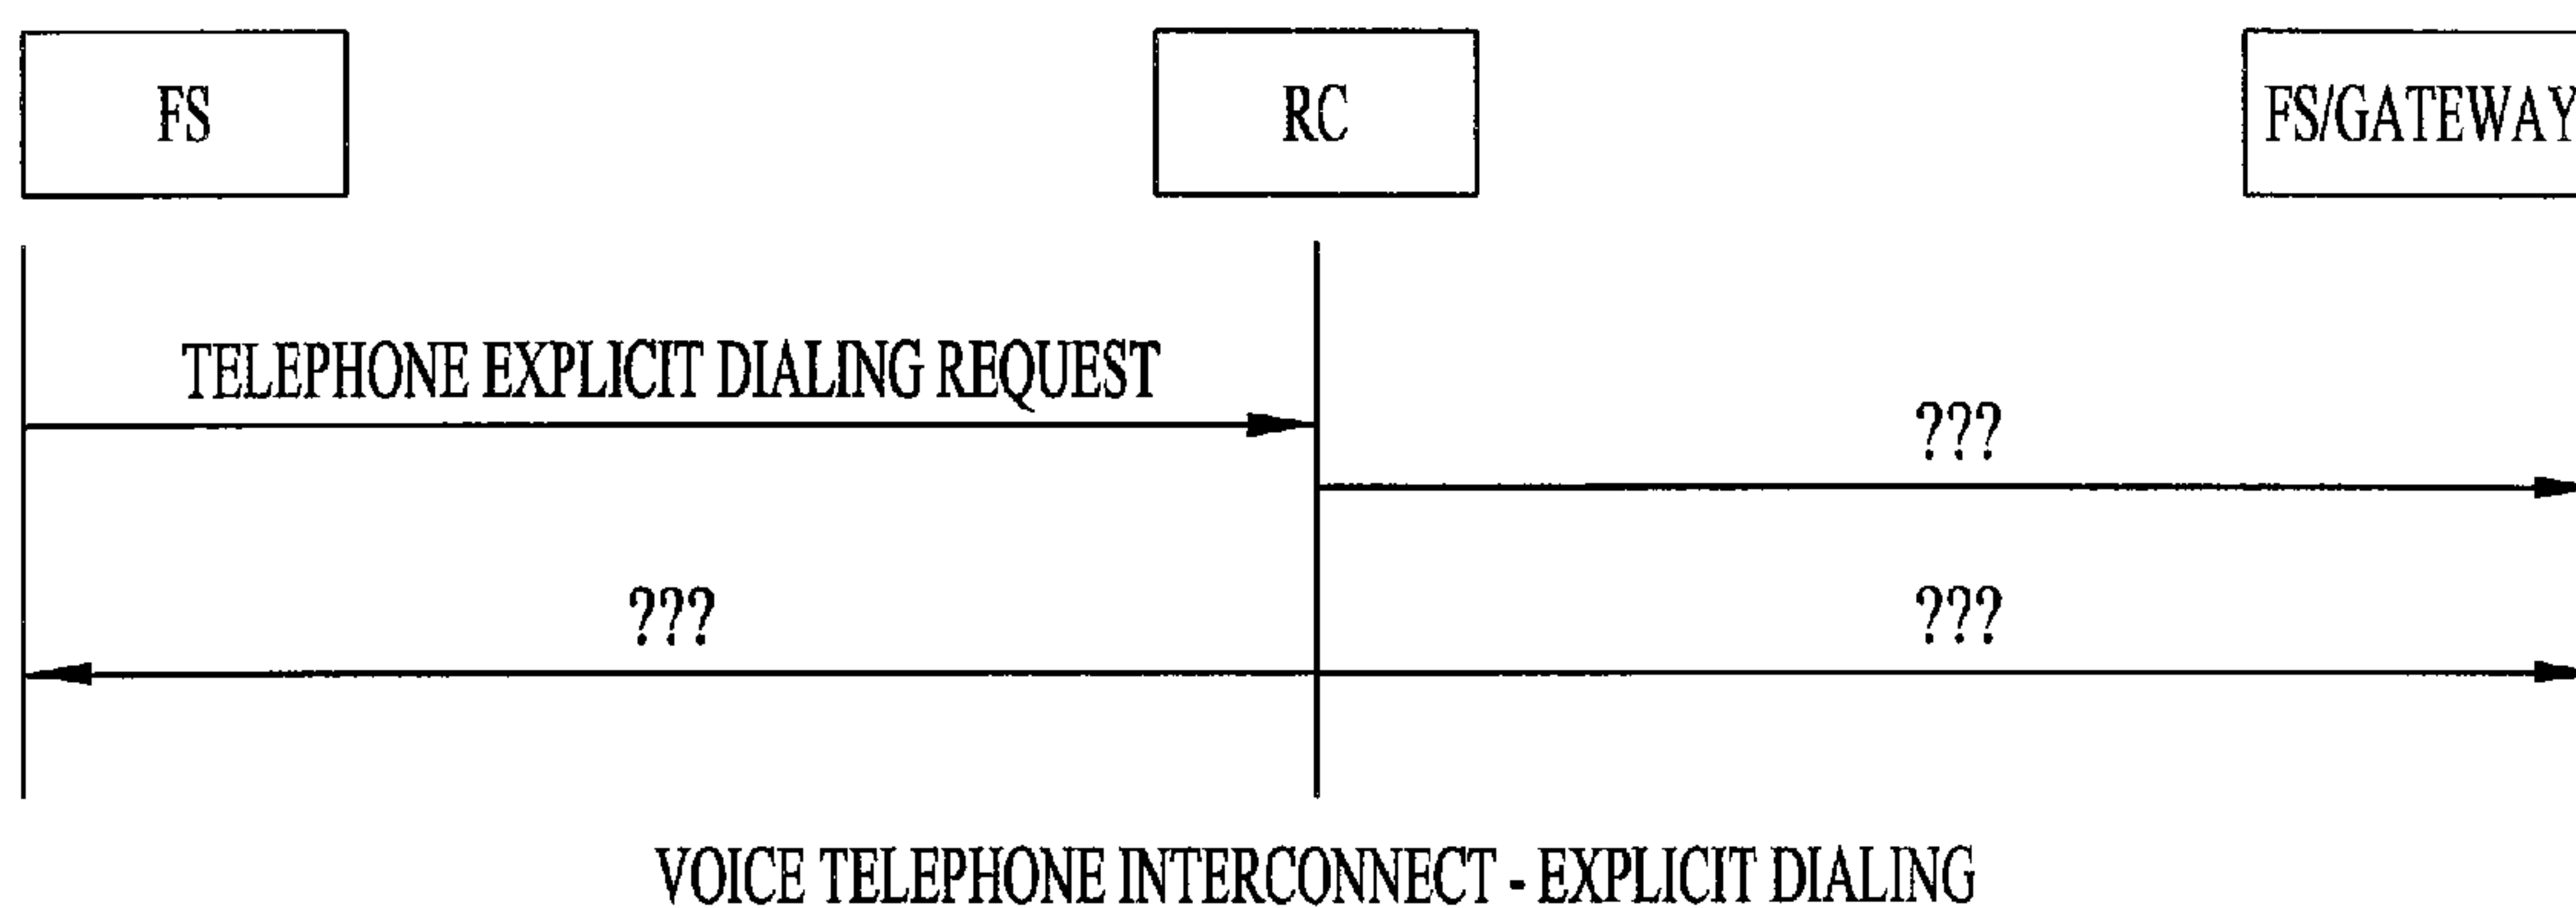 FS
RC
FS/GATEWAY
TELEPHONE EXPLICIT DIALING REQUEST
???
???
???
VOICE TELEPHONE INTERCONNECT - EXPLICIT DIALING